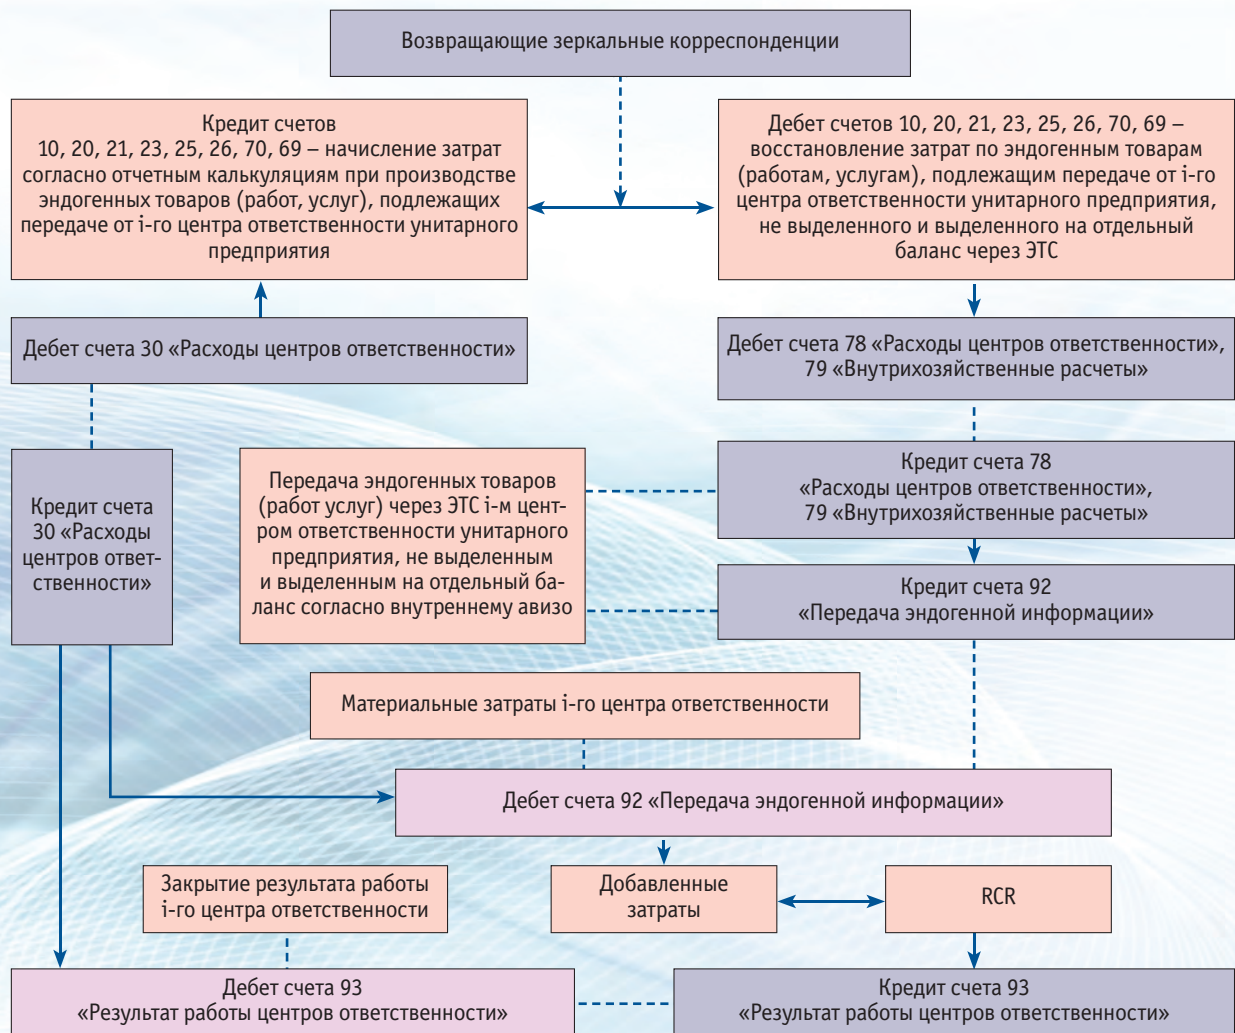 Возвращающие зеркальные корреспонденции
Кредит счетов
10, 20, 21, 23, 25, 26, 70, 69 – начисление затрат
согласно отчетным калькуляциям при производстве
эндогенных товаров (работ, услуг), подлежащих
передаче от i-го центра ответственности унитарного
предприятия
Дебет счетов 10, 20, 21, 23, 25, 26, 70, 69 –
восстановление затрат по эндогенным товарам
(работам, услугам), подлежащим передаче от i-го
центра ответственности унитарного предприятия,
не выделенного и выделенного на отдельный
баланс через ЭТС
Дебет счета 30 «Расходы центров ответственности»
Дебет счета 78 «Расходы центров ответственности»,
79 «Внутрихозяйственные расчеты»
Кредит счета
30 «Расходы
центров ответ-
ственности»
Передача эндогенных товаров
(работ услуг) через ЭТС i-м цент-
ром ответственности унитарного
предприятия, не выделенным
и выделенным на отдельный ба-
ланс согласно внутреннему авизо
Кредит счета 78
«Расходы центров ответственности»,
79 «Внутрихозяйственные расчеты»
Кредит счета 92
«Передача эндогенной информации»
Материальные затраты i-го центра ответственности
Дебет счета 92 «Передача эндогенной информации»
Закрытие результата работы
i-го центра ответственности
Добавленные
затраты
RCR
Дебет счета 93
«Результат работы центров ответственности»
Кредит счета 93
«Результат работы центров ответственности»